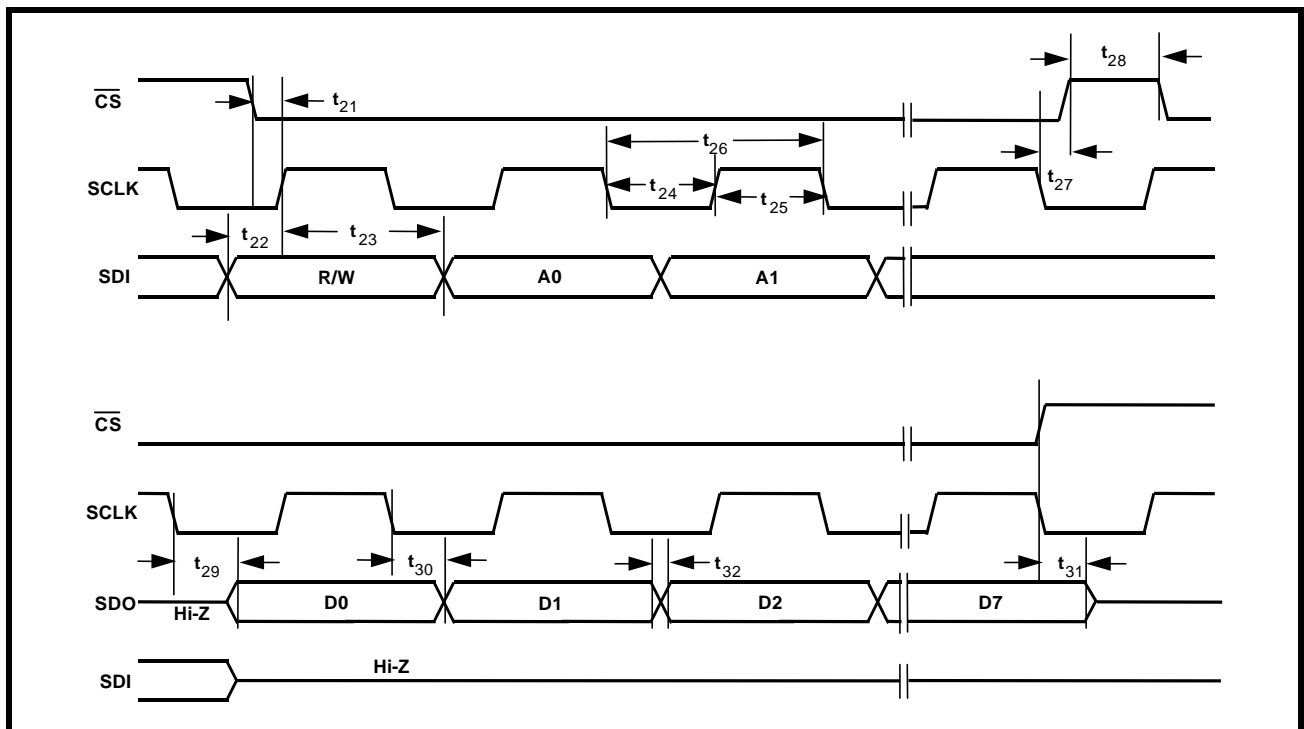 t28
CS
t21
t26
SCLK
t24
t25
t27
t22
t23
SDI
R/W
A0
A1
CS
SCLK
t29
t30
t32
t31
SDO
Hi-Z
D0
D1
D2
D7
SDI
Hi-Z